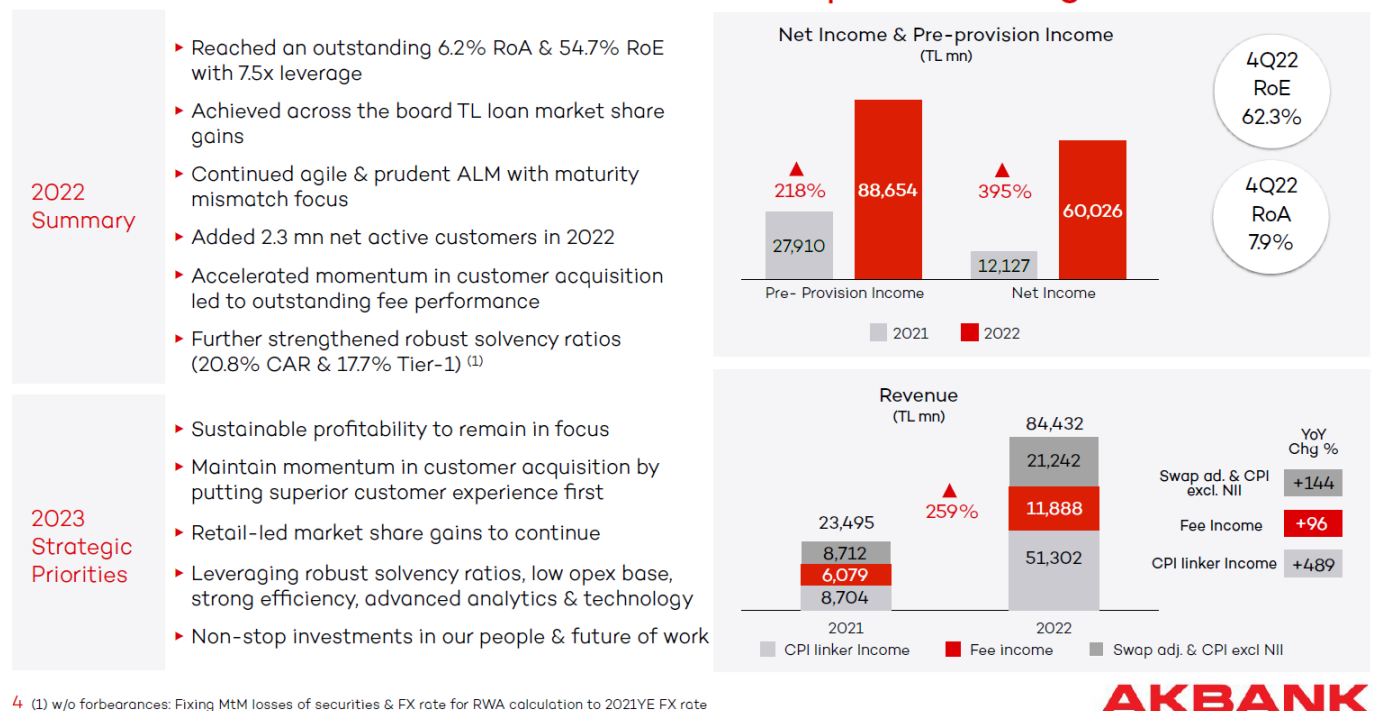 2022
Summary
▸ Reached an outstanding 6.2% RoA & 54.7% RoE
with 7.5x leverage
▸ Achieved across the board TL loan market share
gains
▸ Continued agile & prudent ALM with maturity
mismatch focus
▸ Added 2.3 mn net active customers in 2022
▸ Accelerated momentum in customer acquisition
led to outstanding fee performance
▸ Further strengthened robust solvency ratios
(20.8% CAR & 17.7% Tier-1) (1)
2023
Strategic
Priorities
▸ Sustainable profitability to remain in focus
▸ Maintain momentum in customer acquisition by
putting superior customer experience first
▸ Retail-led market share gains to continue
▸ Leveraging robust solvency ratios, low opex base,
strong efficiency, advanced analytics & technology
▸ Non-stop investments in our people & future of work
Net Income & Pre-provision Income
(TL mn)
▲ ▲
218% 88,654 395% 60,026
27,910 12,127
Pre- Provision Income Net Income
2021 2022
4Q22
RoE
62.3%
4Q22
RoA
7.9%
Revenue
(TL mn)
84,432
21,242
▲
259% 11,888
23,495
8,712 51,302
6,079
8,704
2021 2022
CPI linker Income Fee income Swap adj. & CPI excl NII
YoY
Chg %
Swap ad. & CPI
excl. NII +144
Fee Income +96
CPI linker Income +489
4 (1) w/o forbearances: Fixing MtM losses of securities & FX rate for RWA calculation to 2021YE FX rate
AKBANK